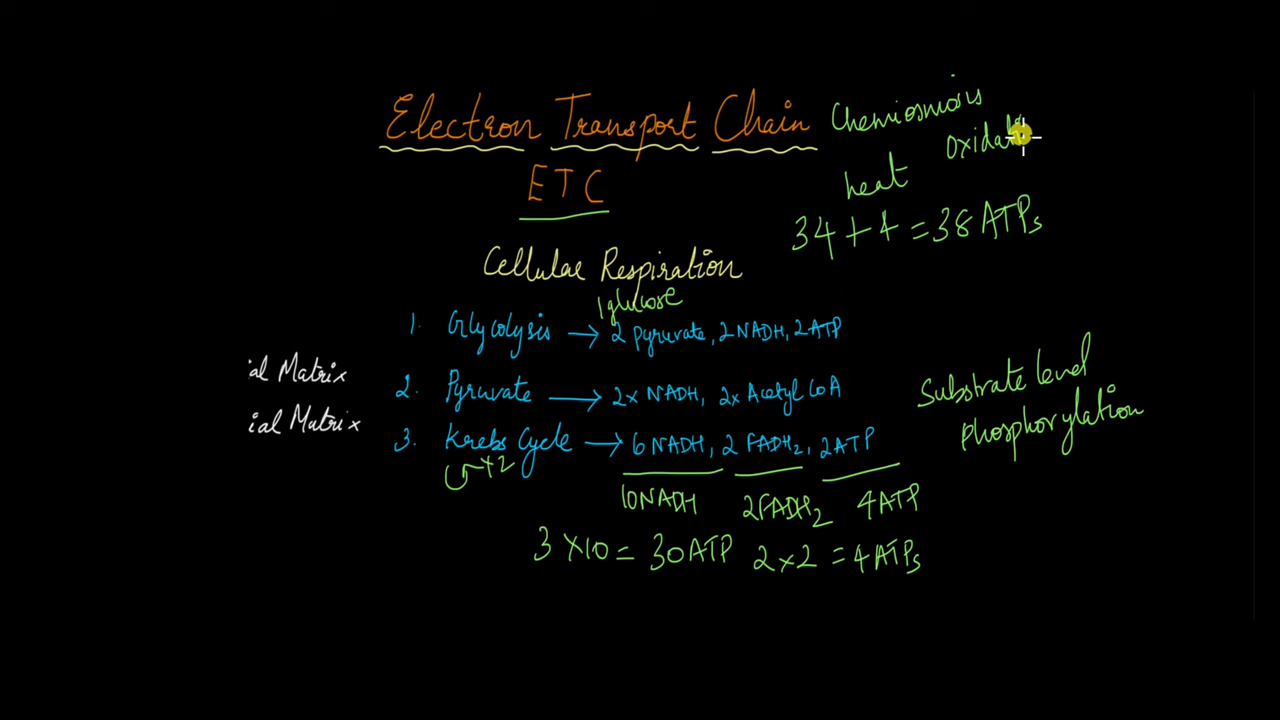 Electron Transport Chain
Chemiosmosis
ETC
heat
34 + 4 = 38 ATPs
Cellular Respiration
1 glucose
1. Glycolysis → 2 pyruvate, 2 NADH, 2 ATP
ial Matrix
2. Pyruvate → 2x NADH, 2x Acetyl CoA
Substrate level
phosphorylation
ial Matrix
3. Krebs Cycle → 6 NADH, 2 FADH2, 2 ATP
x2
10 NADH 2 FADH2 4 ATP
3 x 10 = 30 ATP 2 x 2 = 4 ATPs